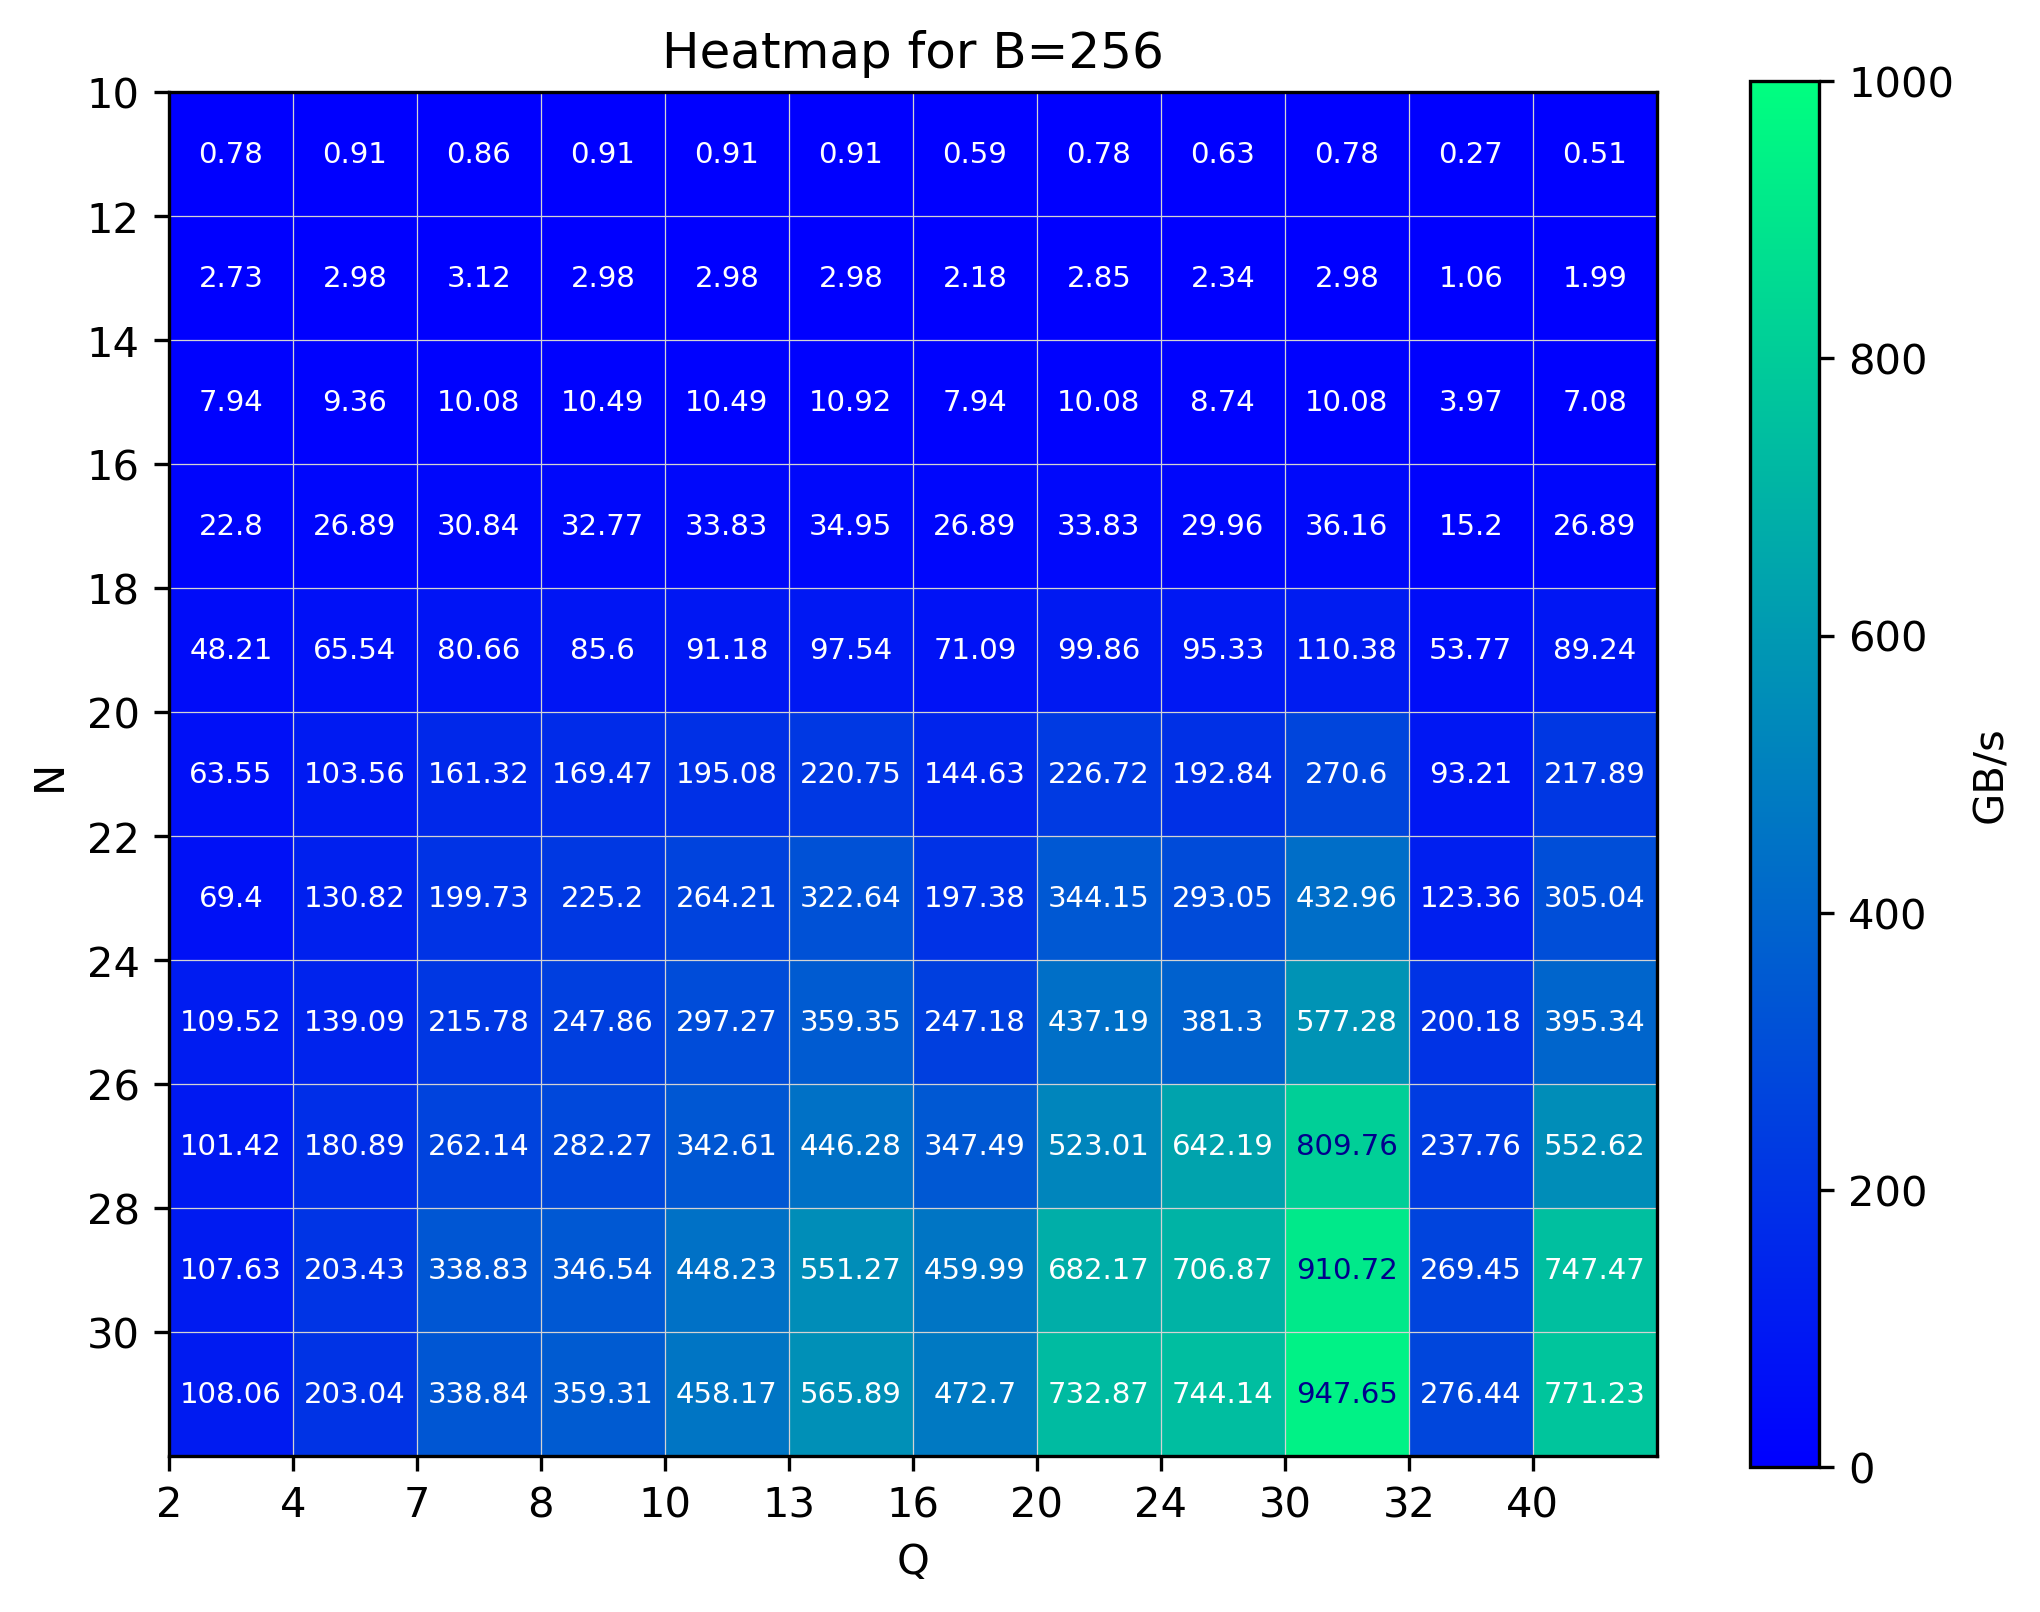 Heatmap for B=256
10
0.78 0.91 0.86 0.91 0.91 0.91 0.59 0.78 0.63 0.78 0.27 0.51
12
2.73 2.98 3.12 2.98 2.98 2.98 2.18 2.85 2.34 2.98 1.06 1.99
14
7.94 9.36 10.08 10.49 10.49 10.92 7.94 10.08 8.74 10.08 3.97 7.08
16
22.8 26.89 30.84 32.77 33.83 34.95 26.89 33.83 29.96 36.16 15.2 26.89
18
48.21 65.54 80.66 85.6 91.18 97.54 71.09 99.86 95.33 110.38 53.77 89.24
20
63.55 103.56 161.32 169.47 195.08 220.75 144.63 226.72 192.84 270.6 93.21 217.89
22
69.4 130.82 199.73 225.2 264.21 322.64 197.38 344.15 293.05 432.96 123.36 305.04
24
109.52 139.09 215.78 247.86 297.27 359.35 247.18 437.19 381.3 577.28 200.18 395.34
26
101.42 180.89 262.14 282.27 342.61 446.28 347.49 523.01 642.19 809.76 237.76 552.62
28
107.63 203.43 338.83 346.54 448.23 551.27 459.99 682.17 706.87 910.72 269.45 747.47
30
108.06 203.04 338.84 359.31 458.17 565.89 472.7 732.87 744.14 947.65 276.44 771.23
2 4 7 8 10 13 16 20 24 30 32 40
Q
N
1000
800
600
400
200
0
GB/s